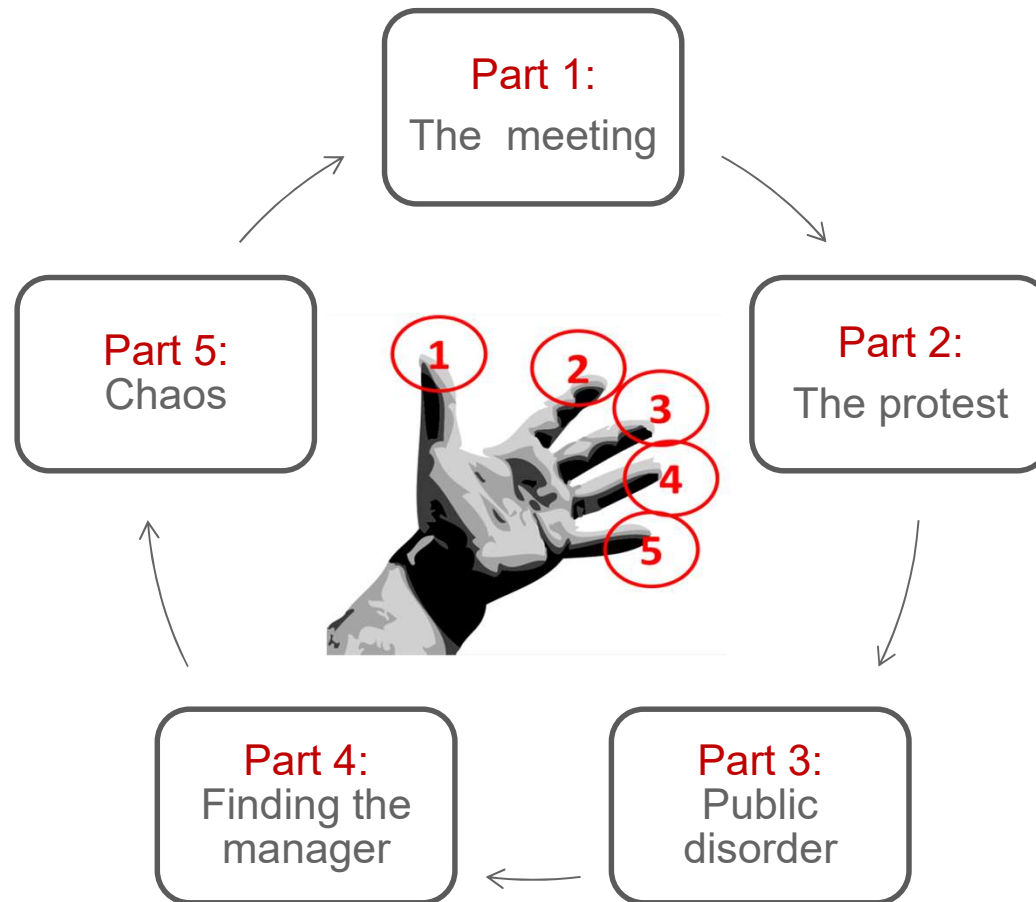 Part 1:
The meeting
Part 2:
The protest
Part 3:
Public
disorder
Part 4:
Finding the
manager
Part 5:
Chaos
1
2
3
4
5